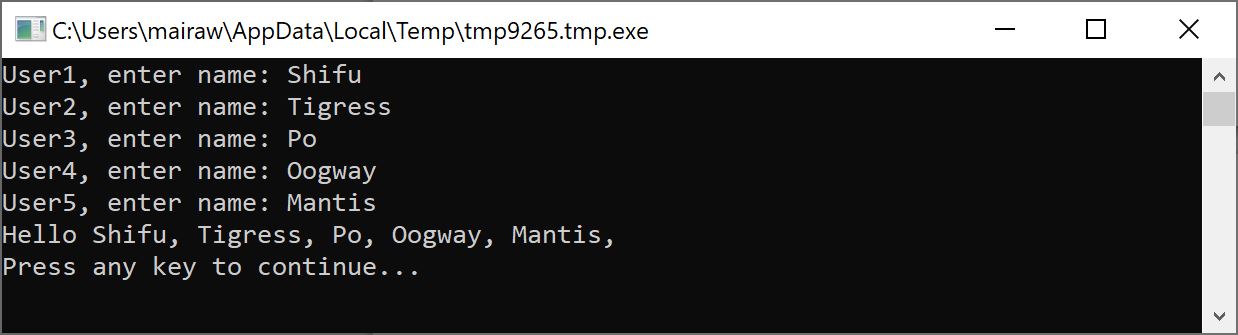 C:\Users\mairaw\AppData\Local\Temp\tmp9265.tmp.exe
User1, enter name: Shifu
User2, enter name: Tigress
User3, enter name: Po
User4, enter name: Oogway
User5, enter name: Mantis
Hello Shifu, Tigress, Po, Oogway, Mantis,
Press any key to continue...